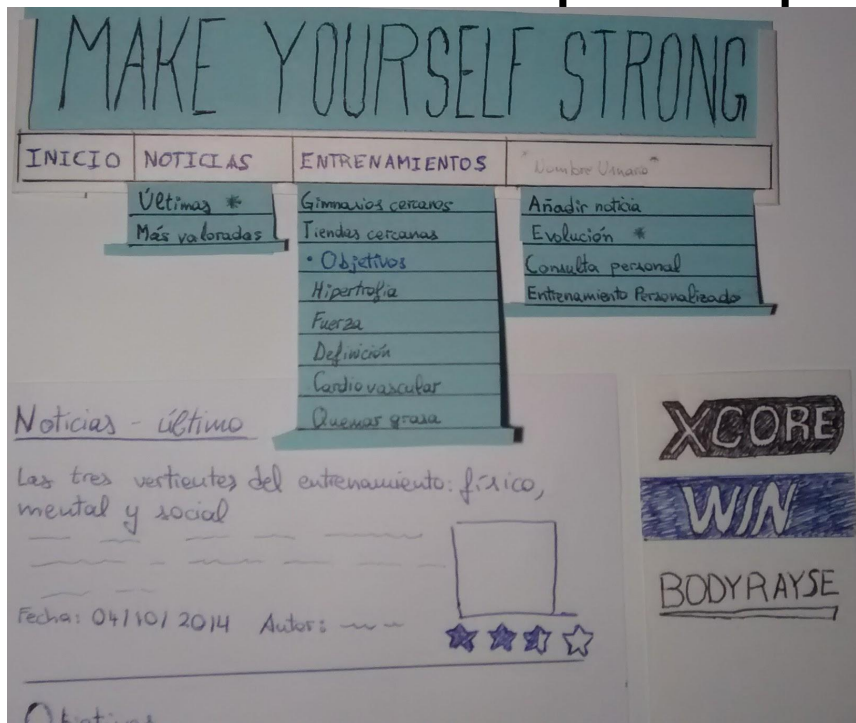 MAKE YOURSELF STRONG
INICIO NOTICIAS ENTRENAMIENTOS "Nombre Usuario"
Últimas *
Más valoradas
Gimnasios cercanos
Tiendas cercanas
• Objetivos
Hipertrofia
Fuerza
Definición
Cardiovascular
Quemar grasa
Añadir noticia
Evolución *
Consulta personal
Entrenamiento Personalizado
Noticias - último
Las tres vertientes del entrenamiento: físico,
mental y social
Fecha: 04/10/2014 Autor:
XCORE
WIN
BODYRAYSE
Objetivos